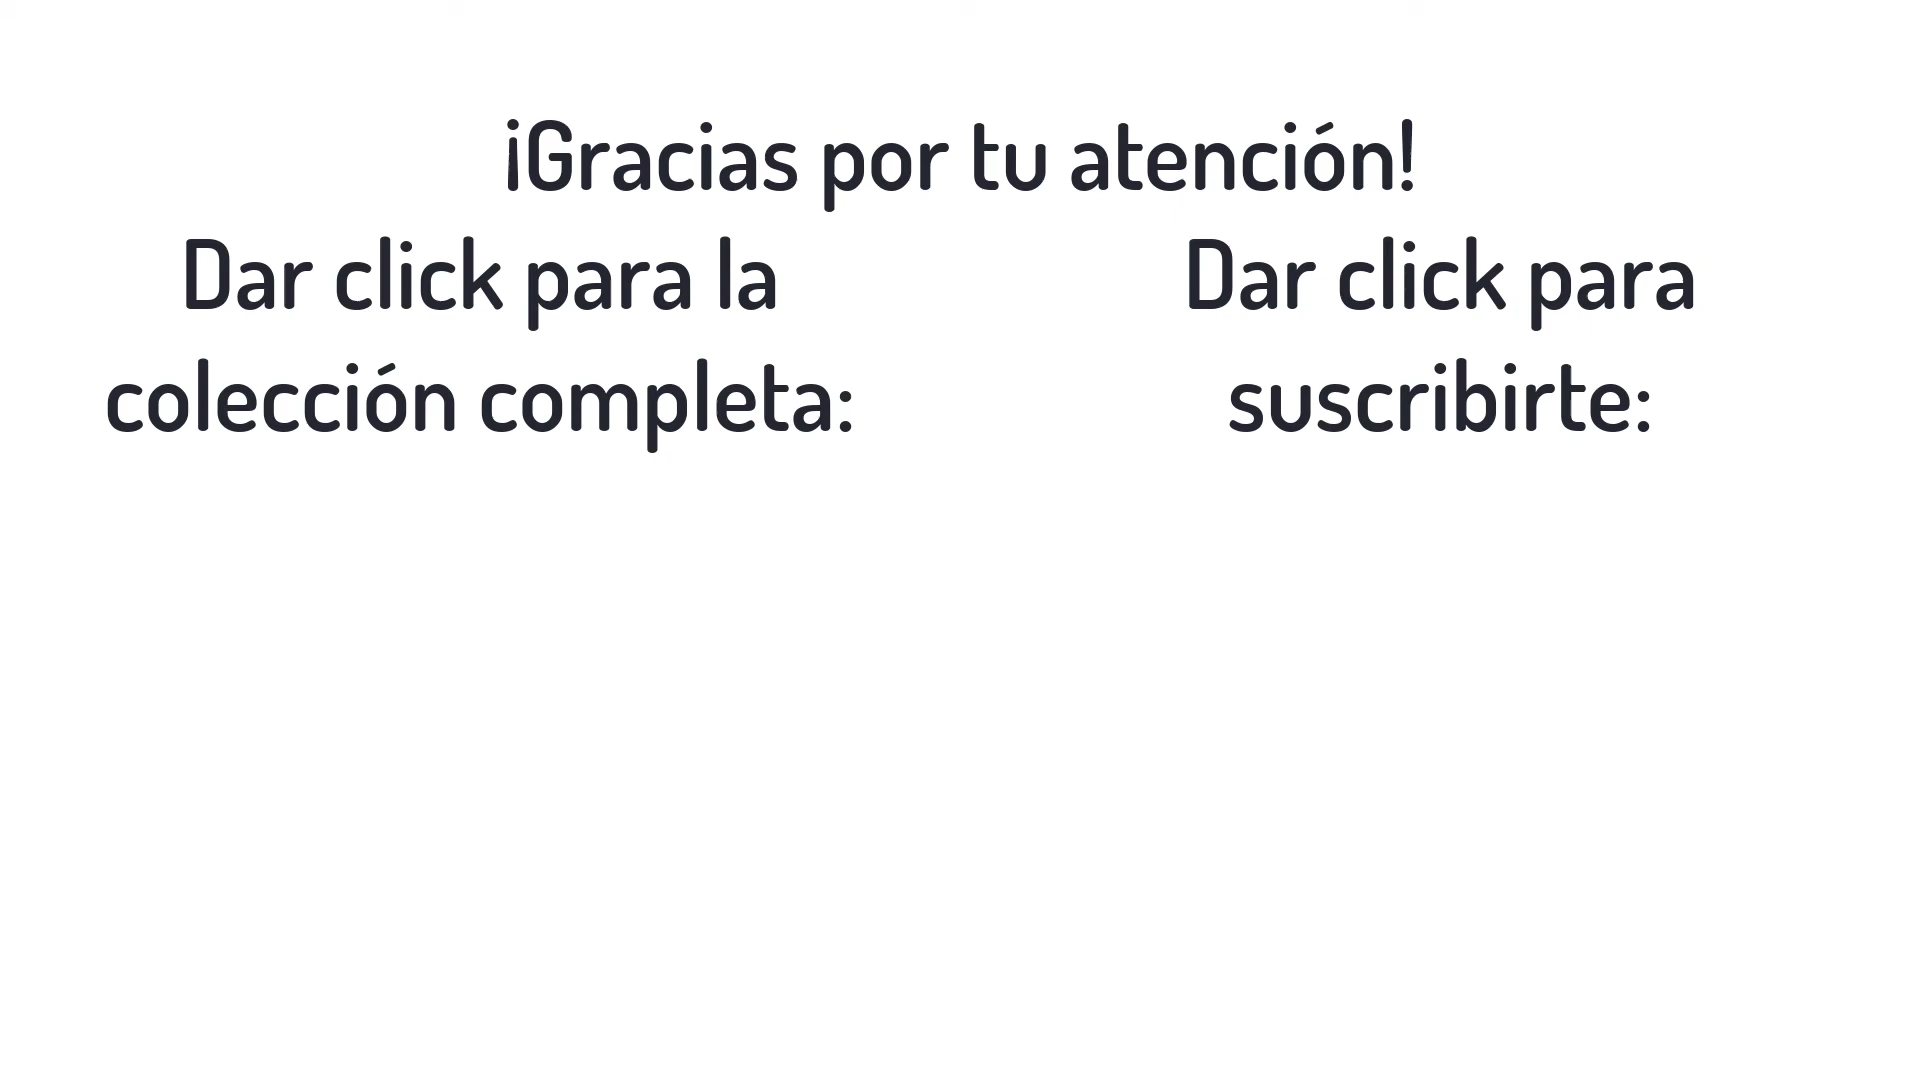 ¡Gracias por tu atención!
Dar click para la
colección completa:
Dar click para
suscribirte: